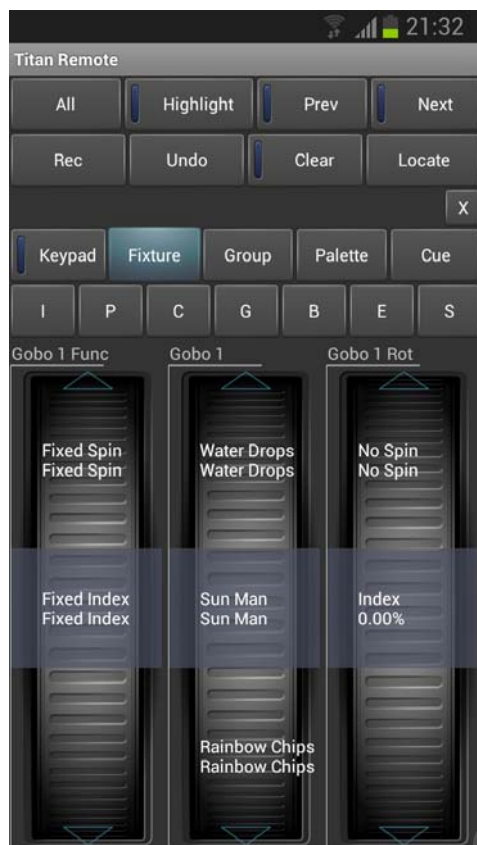 21:32
Titan Remote
All Highlight Prev Next
Rec Undo Clear Locate
X
Keypad Fixture Group Palette Cue
I P C G B E S
Gobo 1 Func Gobo 1 Gobo 1 Rot
Fixed Spin Water Drops No Spin
Fixed Spin Water Drops No Spin
Fixed Index Sun Man Index
Fixed Index Sun Man 0.00%
Rainbow Chips
Rainbow Chips